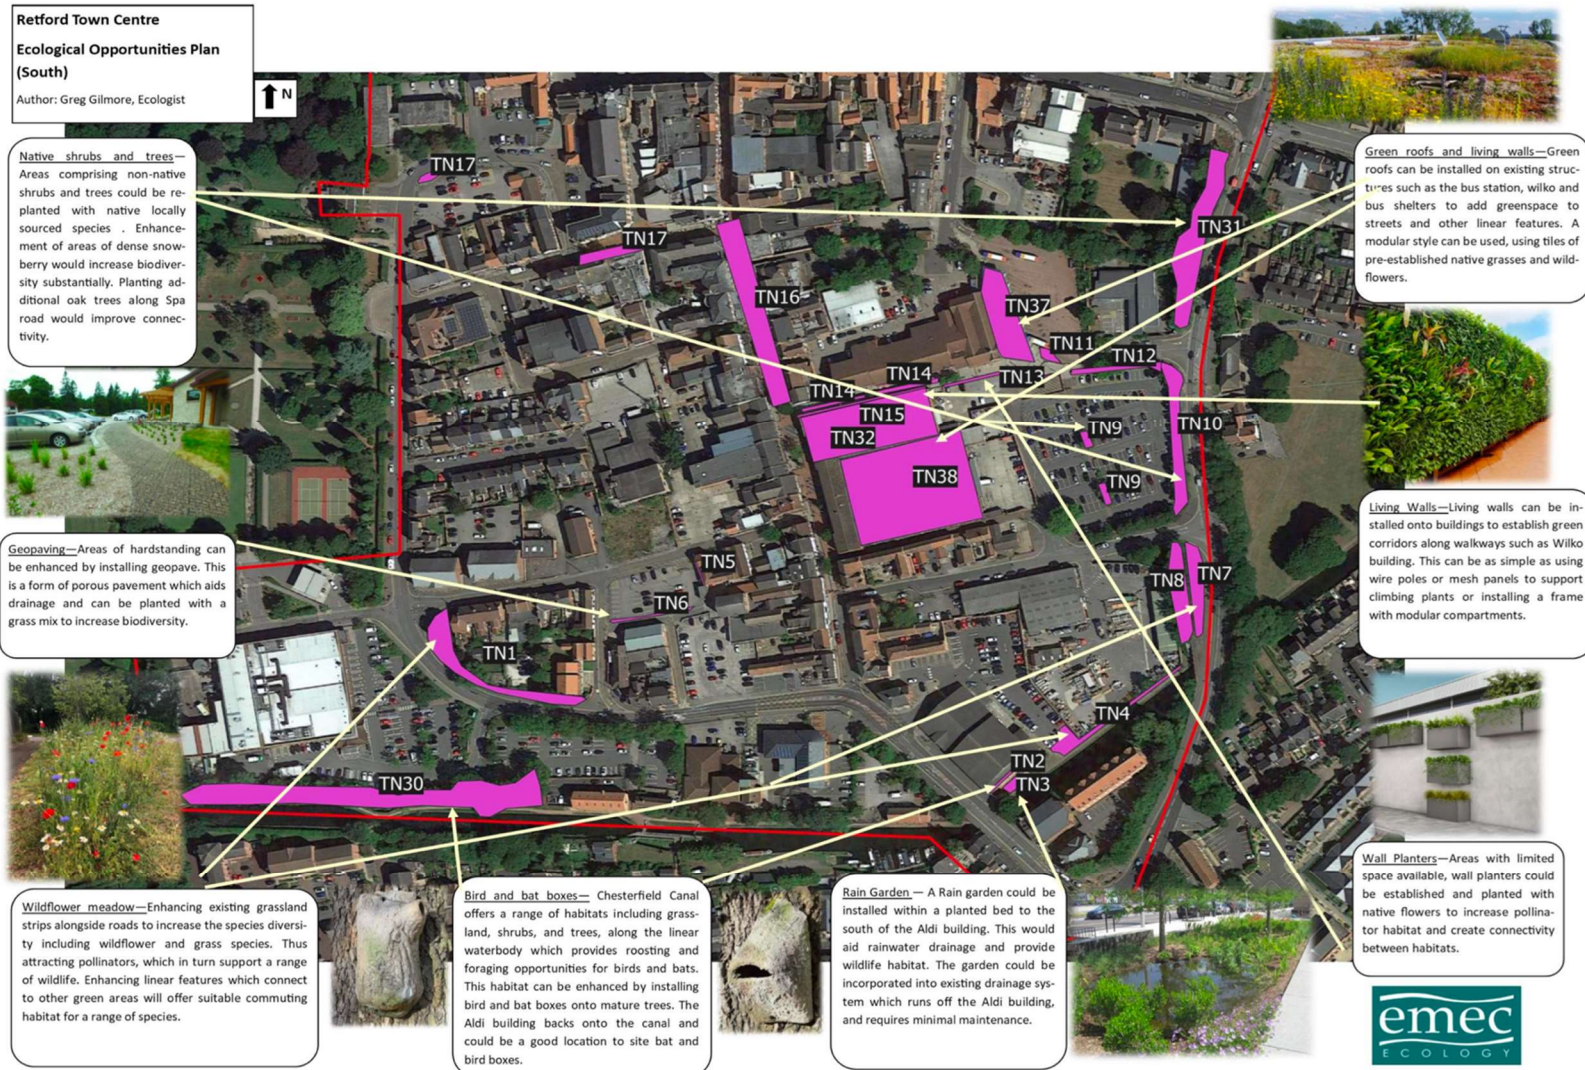 Retford Town Centre
Ecological Opportunities Plan
(South)
Author: Greg Gilmore, Ecologist
N
Native shrubs and trees—
Areas comprising non-native
shrubs and trees could be re-
planted with native locally
sourced species . Enhance-
ment of areas of dense snow-
berry would increase biodiver-
sity substantially. Planting ad-
ditional oak trees along Spa
road would improve connec-
tivity.
Geopaving—Areas of hardstanding can
be enhanced by installing geopave. This
is a form of porous pavement which aids
drainage and can be planted with a
grass mix to increase biodiversity.
Wildflower meadow—Enhancing existing grassland
strips alongside roads to increase the species diversi-
ty including wildflower and grass species. Thus
attracting pollinators, which in turn support a range
of wildlife. Enhancing linear features which connect
to other green areas will offer suitable commuting
habitat for a range of species.
TN17
TN17
TN16
TN31
TN37
TN11
TN12
TN13
TN14
TN14
TN15
TN32
TN9
TN10
TN38
TN9
TN5
TN6
TN8
TN7
TN1
TN4
TN2
TN3
TN30
Bird and bat boxes— Chesterfield Canal
offers a range of habitats including grass-
land, shrubs, and trees, along the linear
waterbody which provides roosting and
foraging opportunities for birds and bats.
This habitat can be enhanced by installing
bird and bat boxes onto mature trees. The
Aldi building backs onto the canal and
could be a good location to site bat and
bird boxes.
Rain Garden — A Rain garden could be
installed within a planted bed to the
south of the Aldi building. This would
aid rainwater drainage and provide
wildlife habitat. The garden could be
incorporated into existing drainage sys-
tem which runs off the Aldi building,
and requires minimal maintenance.
Green roofs and living walls—Green
roofs can be installed on existing struc-
tures such as the bus station, wilko and
bus shelters to add greenspace to
streets and other linear features. A
modular style can be used, using tiles of
pre-established native grasses and wild-
flowers.
Living Walls—Living walls can be in-
stalled onto buildings to establish green
corridors along walkways such as Wilko
building. This can be as simple as using
wire poles or mesh panels to support
climbing plants or installing a frame
with modular compartments.
Wall Planters—Areas with limited
space available, wall planters could
be established and planted with
native flowers to increase pollina-
tor habitat and create connectivity
between habitats.
emec
ECOLOGY